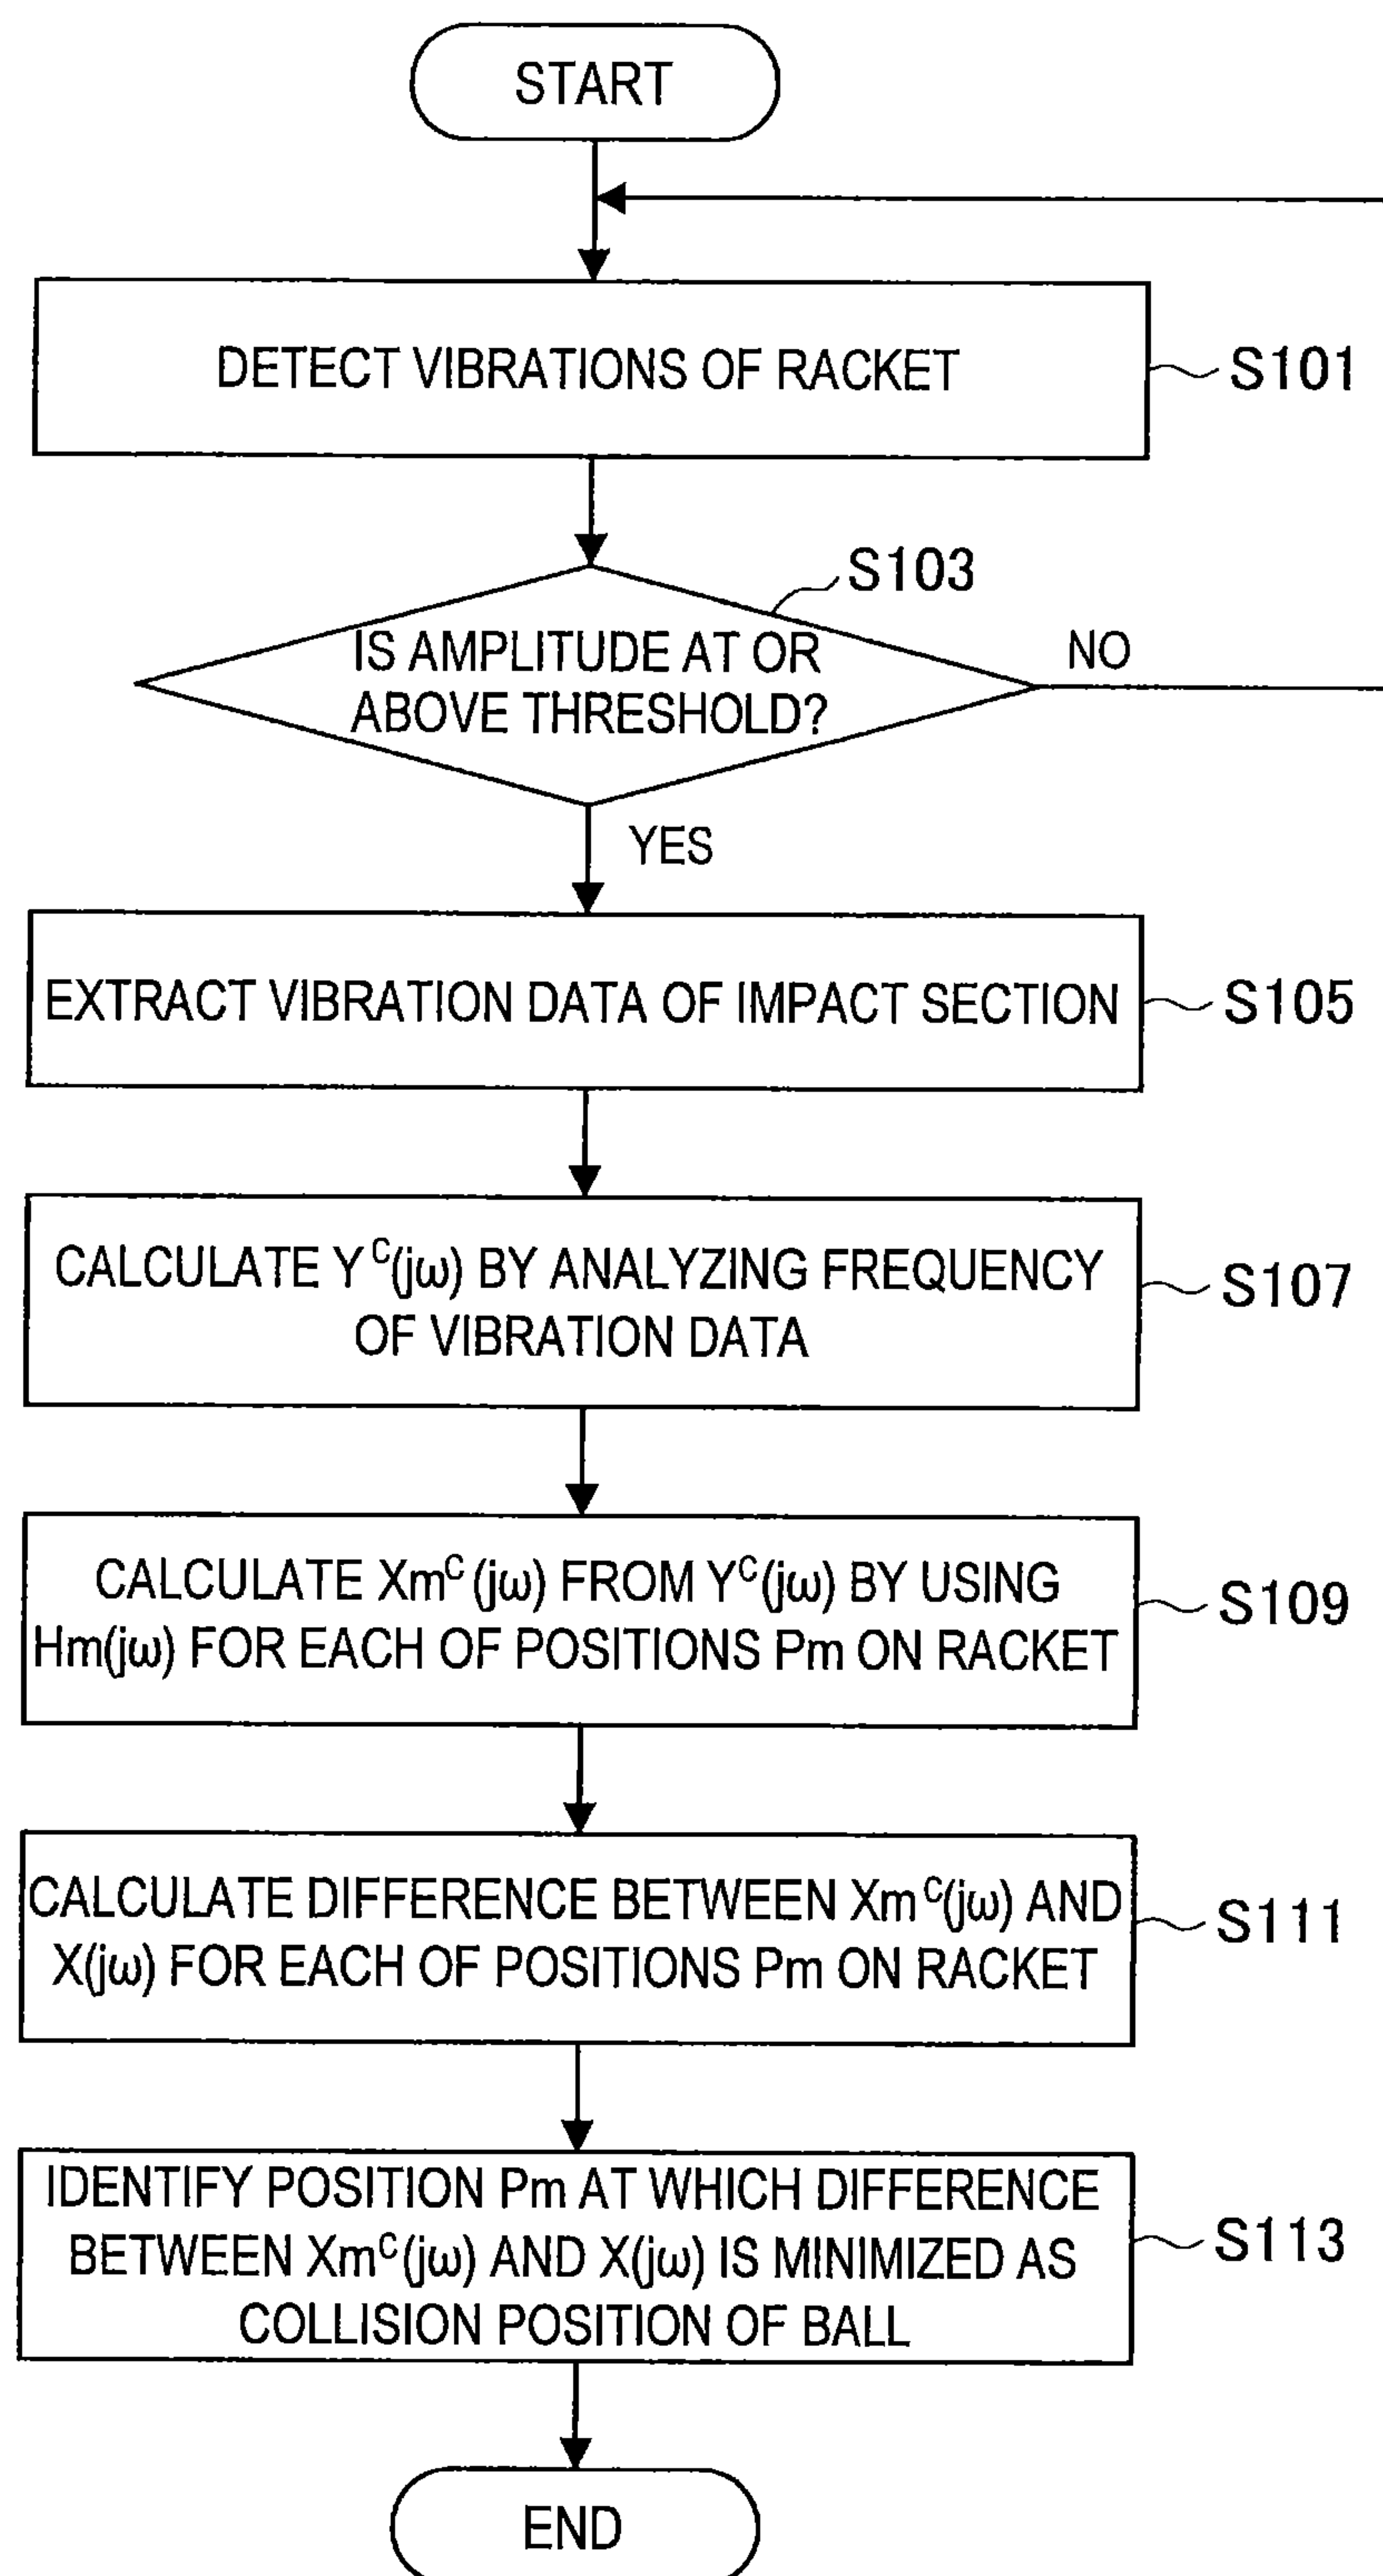 START
DETECT VIBRATIONS OF RACKET
S101
S103
IS AMPLITUDE AT OR
ABOVE THRESHOLD?
NO
YES
EXTRACT VIBRATION DATA OF IMPACT SECTION
S105
CALCULATE Y^C(jω) BY ANALYZING FREQUENCY
OF VIBRATION DATA
S107
CALCULATE Xm^C(jω) FROM Y^C(jω) BY USING
Hm(jω) FOR EACH OF POSITIONS Pm ON RACKET
S109
CALCULATE DIFFERENCE BETWEEN Xm^C(jω) AND
X(jω) FOR EACH OF POSITIONS Pm ON RACKET
S111
IDENTIFY POSITION Pm AT WHICH DIFFERENCE
BETWEEN Xm^C(jω) AND X(jω) IS MINIMIZED AS
COLLISION POSITION OF BALL
S113
END